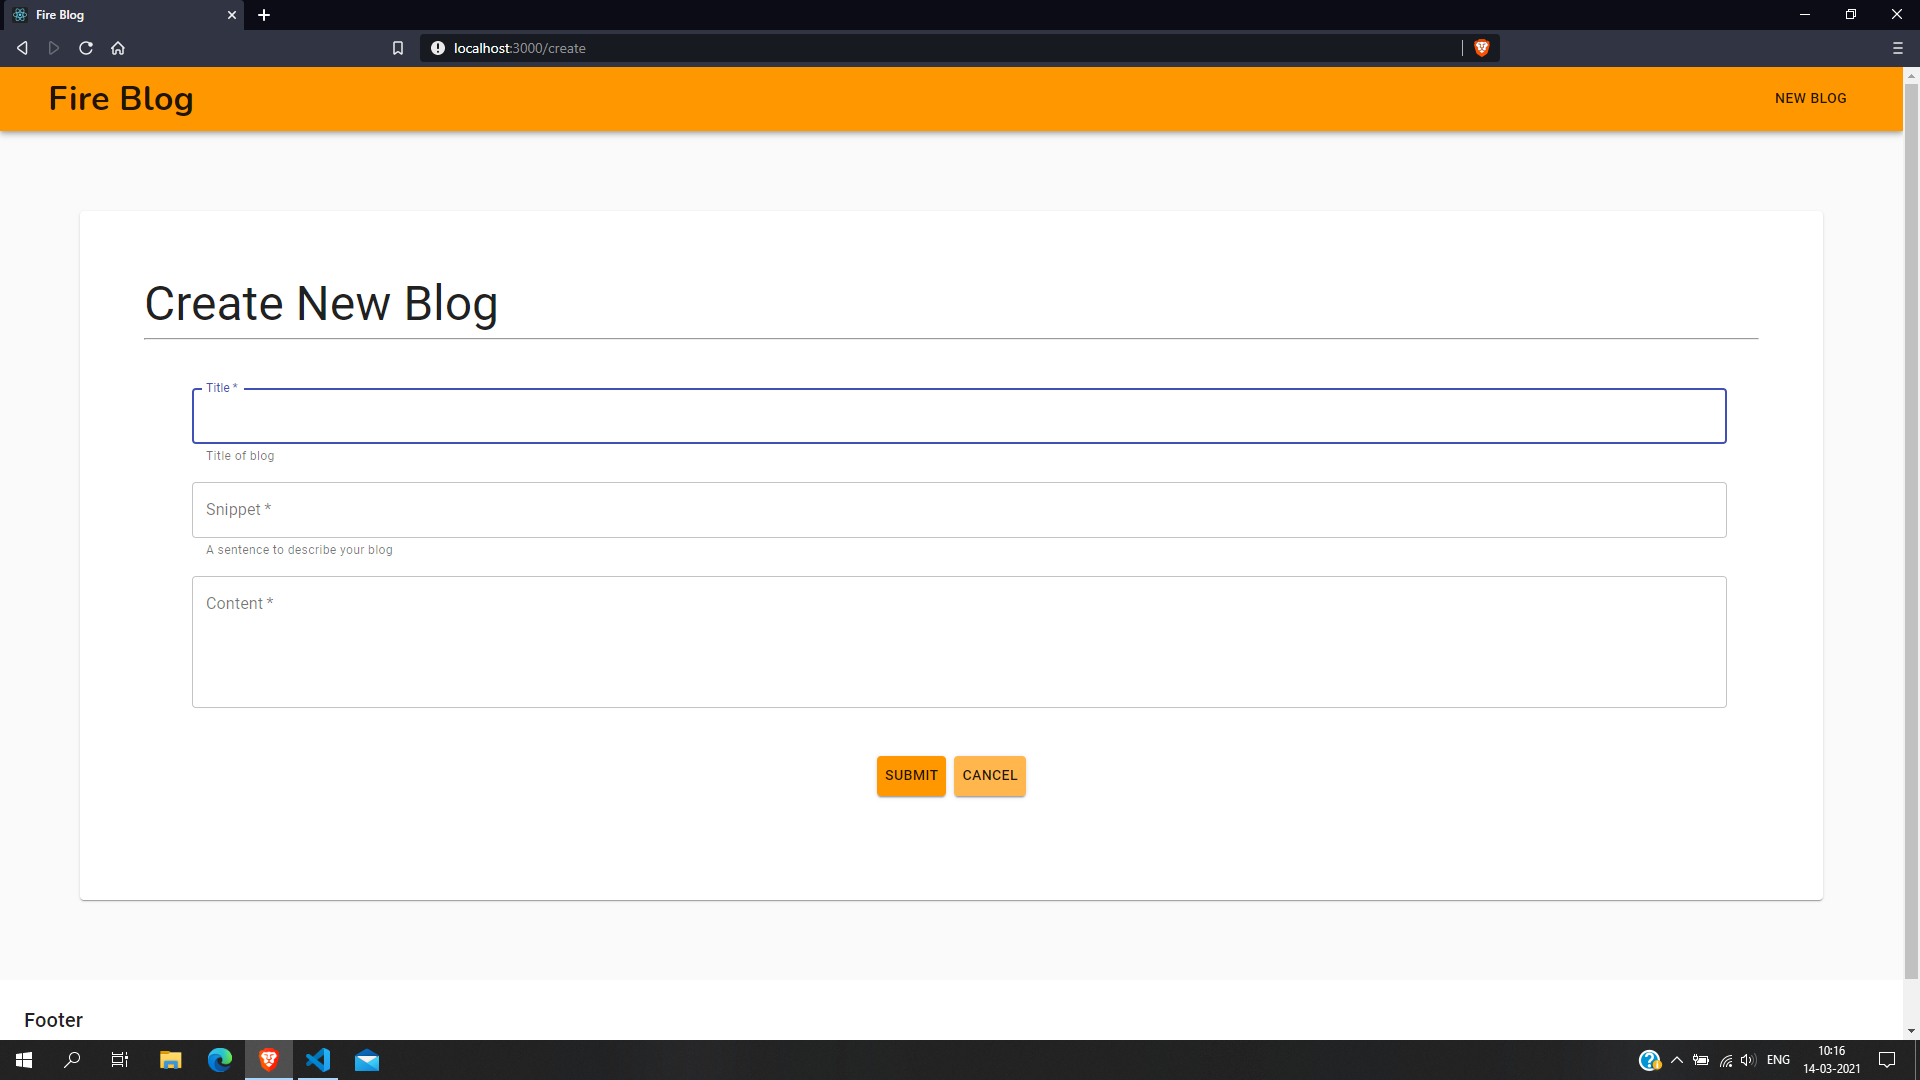 Fire Blog
localhost:3000/create
Fire Blog
NEW BLOG
Create New Blog
Title *
Title of blog
Snippet *
A sentence to describe your blog
Content *
SUBMIT
CANCEL
Footer
ENG
10:16
14-03-2021